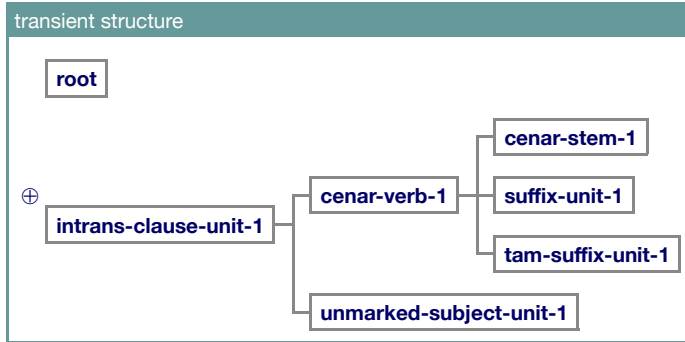 transient structure
root
cenar-stem-1
⊕
cenar-verb-1
suffix-unit-1
intrans-clause-unit-1
tam-suffix-unit-1
unmarked-subject-unit-1